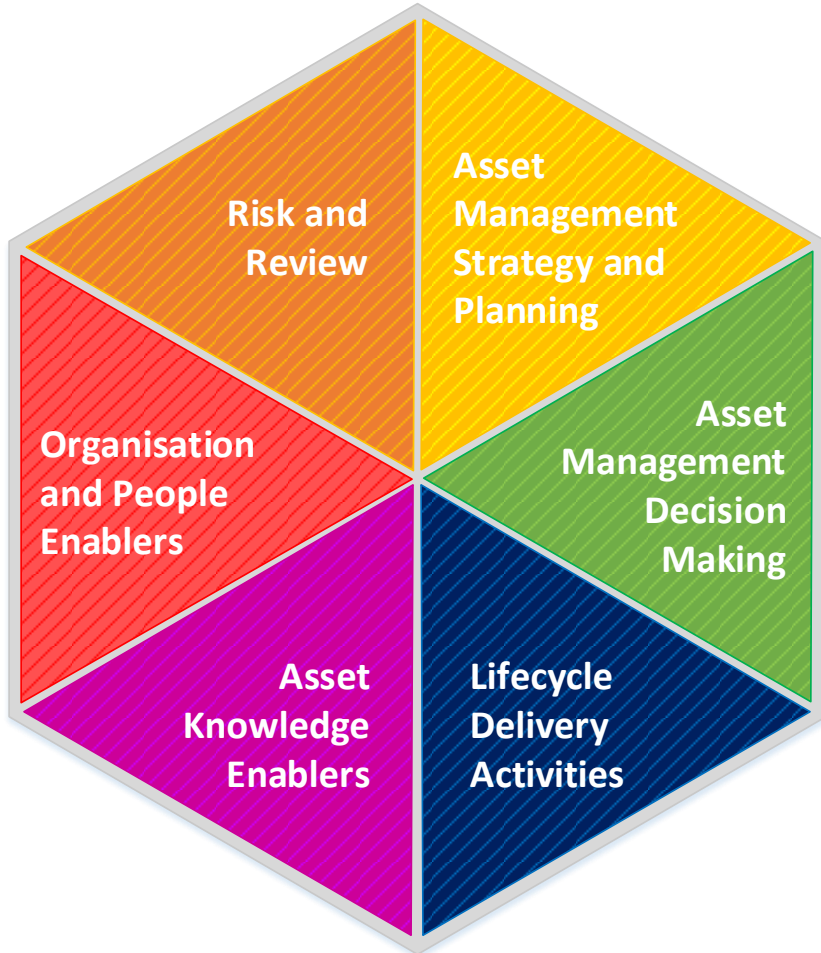 Risk and
Review
Asset
Management
Strategy and
Planning
Asset
Management
Decision
Making
Lifecycle
Delivery
Activities
Asset
Knowledge
Enablers
Organisation
and People
Enablers